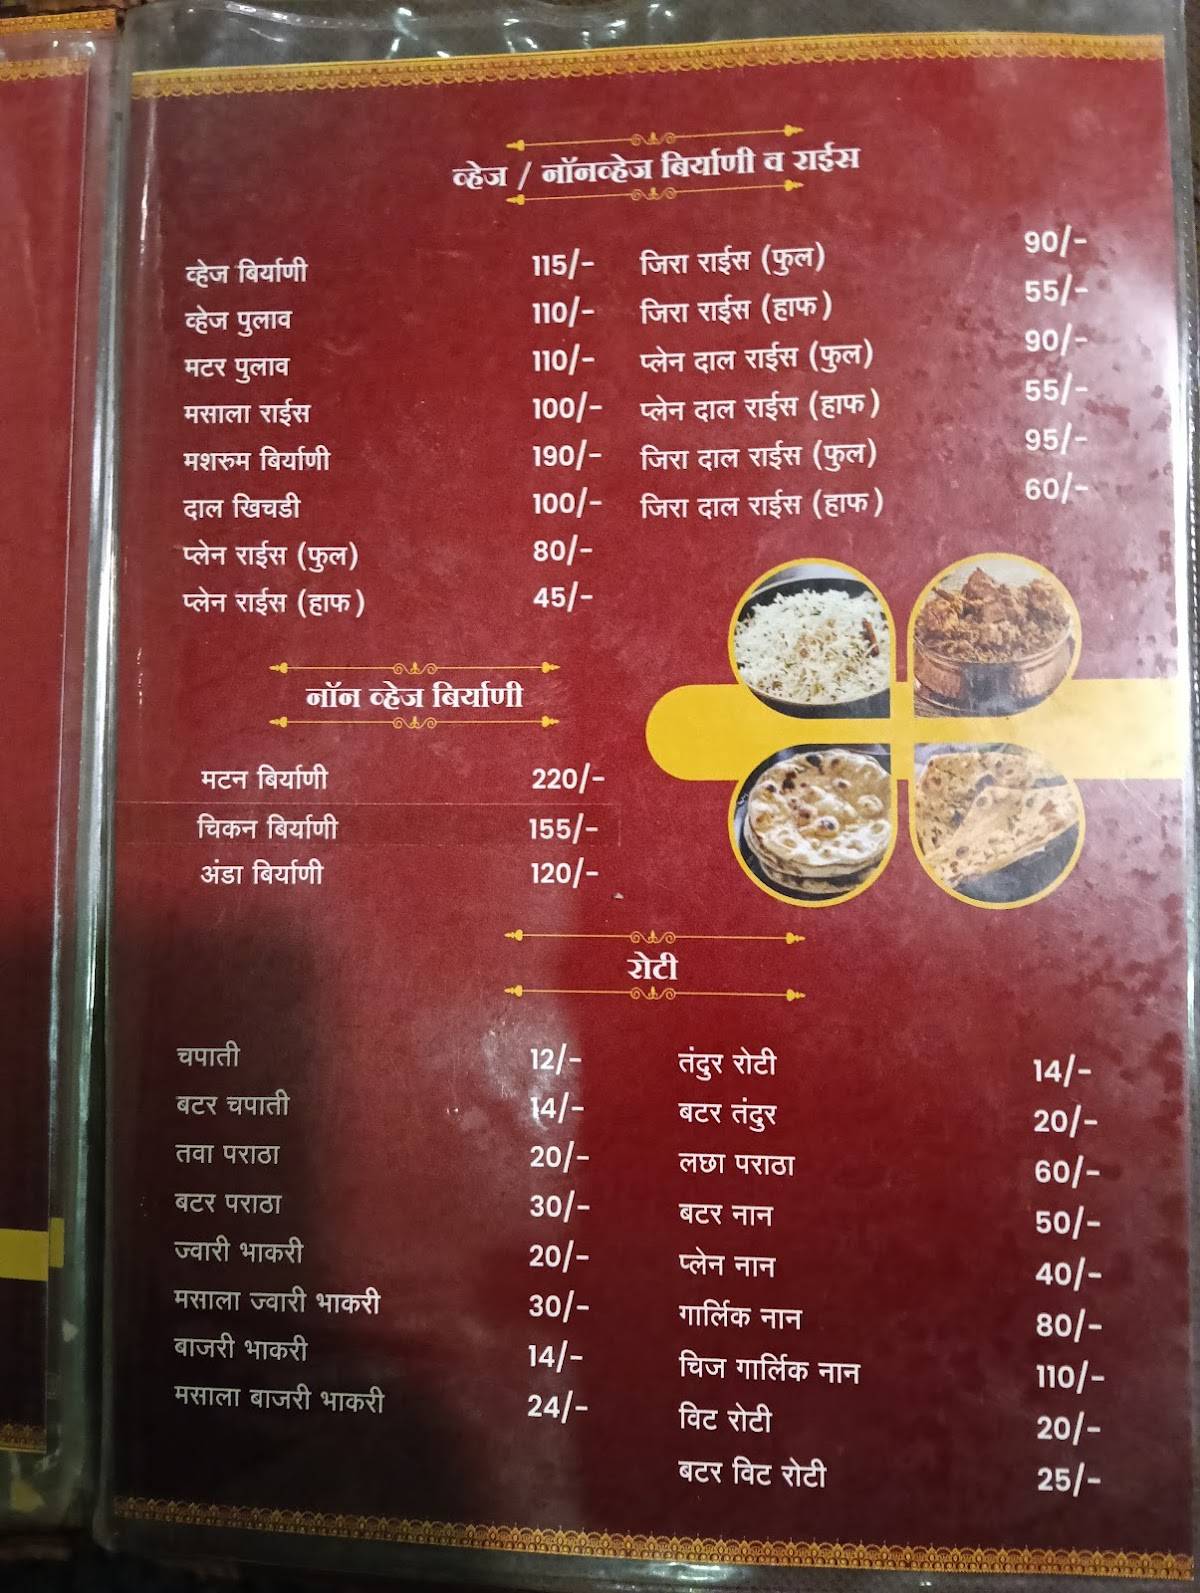 व्हेज / नॉनव्हेज बिर्याणी व राईस
व्हेज बिर्याणी 115/-
व्हेज पुलाव 110/-
मटर पुलाव 110/-
मसाला राईस 100/-
मशरुम बिर्याणी 190/-
दाल खिचडी 100/-
प्लेन राईस (फुल) 80/-
प्लेन राईस (हाफ) 45/-
जिरा राईस (फुल) 90/-
जिरा राईस (हाफ) 55/-
प्लेन दाल राईस (फुल) 90/-
प्लेन दाल राईस (हाफ) 55/-
जिरा दाल राईस (फुल) 95/-
जिरा दाल राईस (हाफ) 60/-
नॉन व्हेज बिर्याणी
मटन बिर्याणी 220/-
चिकन बिर्याणी 155/-
अंडा बिर्याणी 120/-
रोटी
चपाती 12/-
बटर चपाती 14/-
तवा पराठा 20/-
बटर पराठा 30/-
ज्वारी भाकरी 20/-
मसाला ज्वारी भाकरी 30/-
बाजरी भाकरी 14/-
मसाला बाजरी भाकरी 24/-
तंदुर रोटी 14/-
बटर तंदुर 20/-
लछा पराठा 60/-
बटर नान 50/-
प्लेन नान 40/-
गार्लिक नान 80/-
चिज गार्लिक नान 110/-
विट रोटी 20/-
बटर विट रोटी 25/-